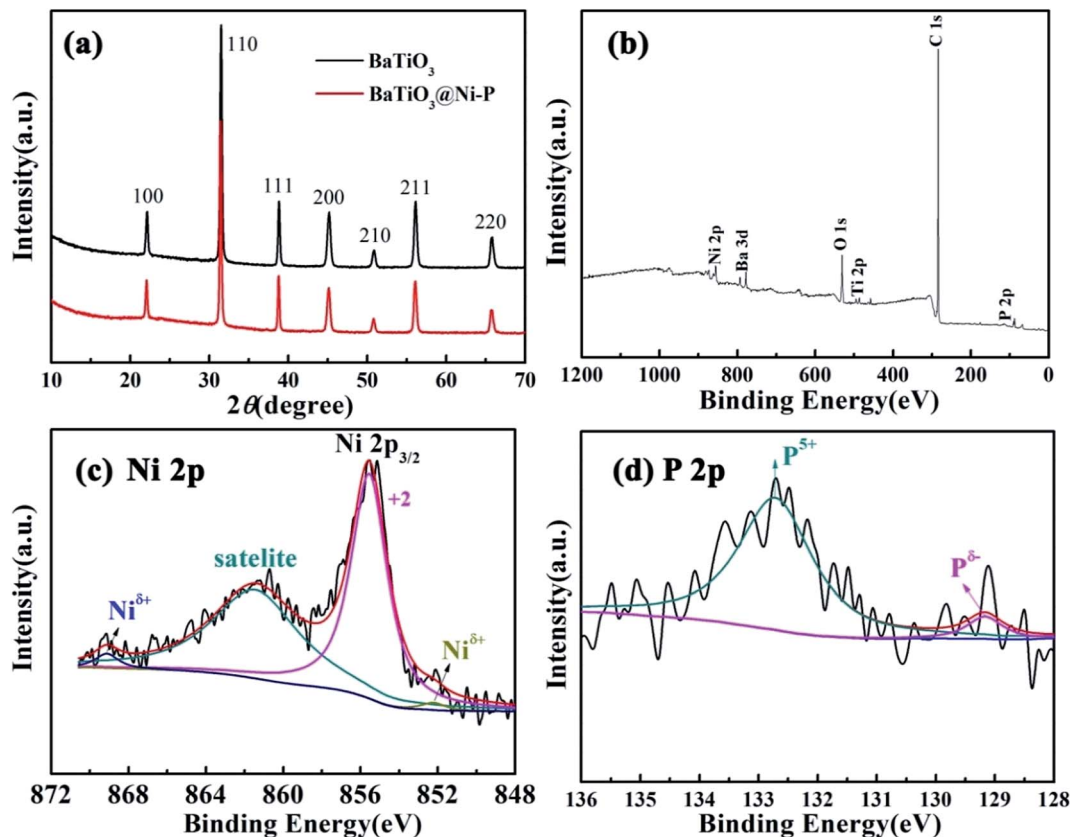 (a)
110
BaTiO₃
BaTiO₃@Ni-P
100
111
200
210
211
220
Intensity(a.u.)
10 20 30 40 50 60 70
2θ(degree)
(b)
C 1s
Ni 2p
Ba 3d
O 1s
Ti 2p
P 2p
Intensity(a.u.)
1200 1000 800 600 400 200 0
Binding Energy(eV)
(c) Ni 2p
Ni 2p₃/₂
+2
satelite
Ni^δ+
Ni^δ+
Intensity(a.u.)
872 868 864 860 856 852 848
Binding Energy(eV)
(d) P 2p
P⁵⁺
P^δ-
Intensity(a.u.)
136 135 134 133 132 131 130 129 128
Binding Energy(eV)